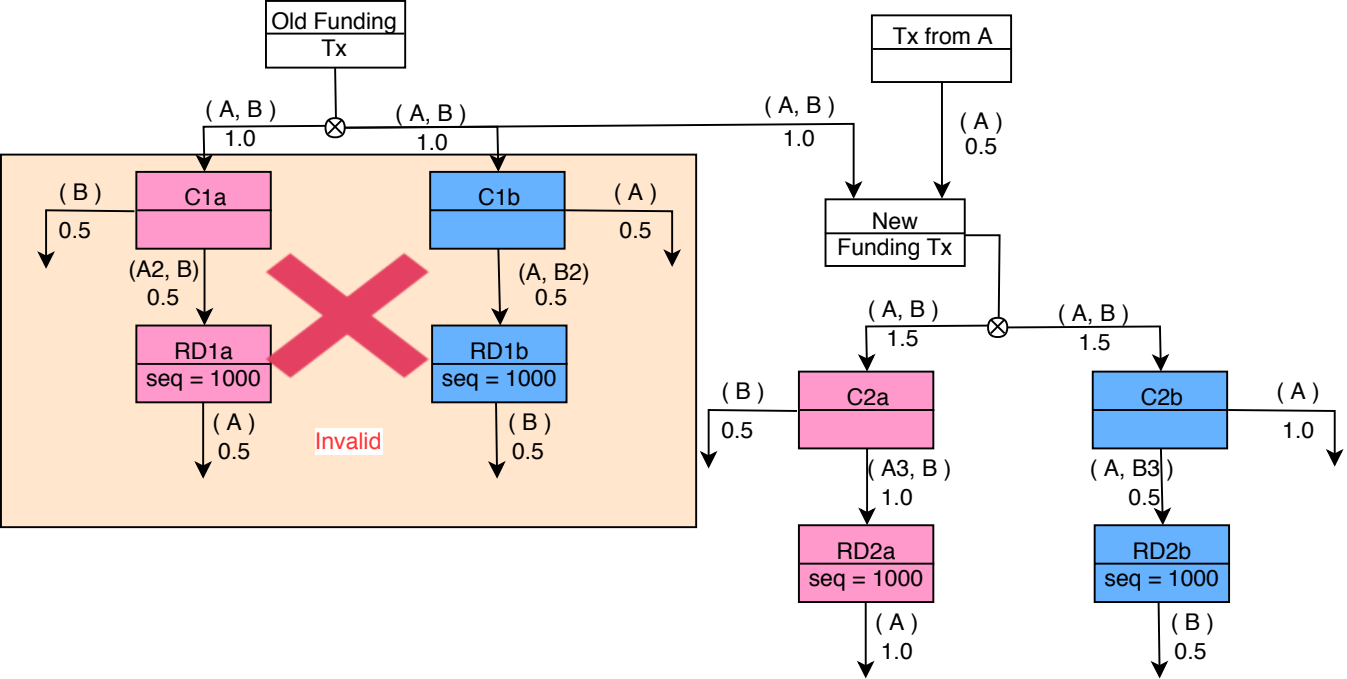 Old Funding
Tx
Tx from A
( A, B )
1.0
( A, B )
1.0
( A, B )
1.0
( A )
0.5
C1a
( B )
0.5
C1b
( A )
0.5
New
Funding Tx
(A2, B)
0.5
(A, B2)
0.5
RD1a
seq = 1000
RD1b
seq = 1000
( A )
0.5
Invalid
( B )
0.5
( A, B )
1.5
( A, B )
1.5
( B )
0.5
C2a
C2b
( A )
1.0
( A3, B )
1.0
( A, B3 )
0.5
RD2a
seq = 1000
RD2b
seq = 1000
( A )
1.0
( B )
0.5